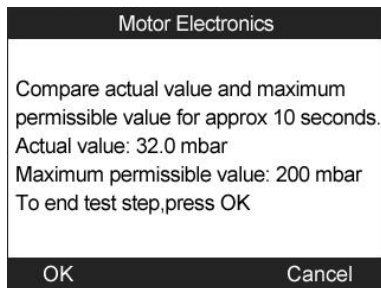 Motor Electronics
Compare actual value and maximum
permissible value for approx 10 seconds.
Actual value: 32.0 mbar
Maximum permissible value: 200 mbar
To end test step,press OK
OK Cancel